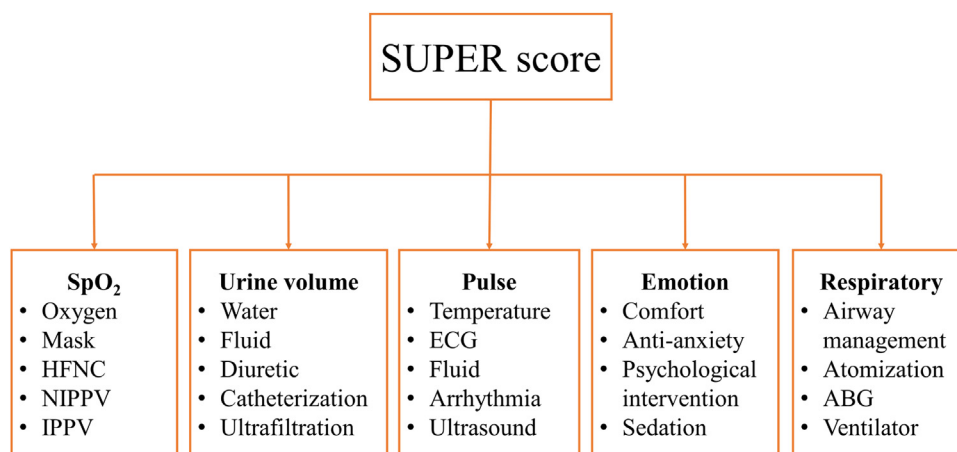 SUPER score
SpO₂
• Oxygen
• Mask
• HFNC
• NIPPV
• IPPV
Urine volume
• Water
• Fluid
• Diuretic
• Catheterization
• Ultrafiltration
Pulse
• Temperature
• ECG
• Fluid
• Arrhythmia
• Ultrasound
Emotion
• Comfort
• Anti-anxiety
• Psychological
intervention
• Sedation
Respiratory
• Airway
management
• Atomization
• ABG
• Ventilator